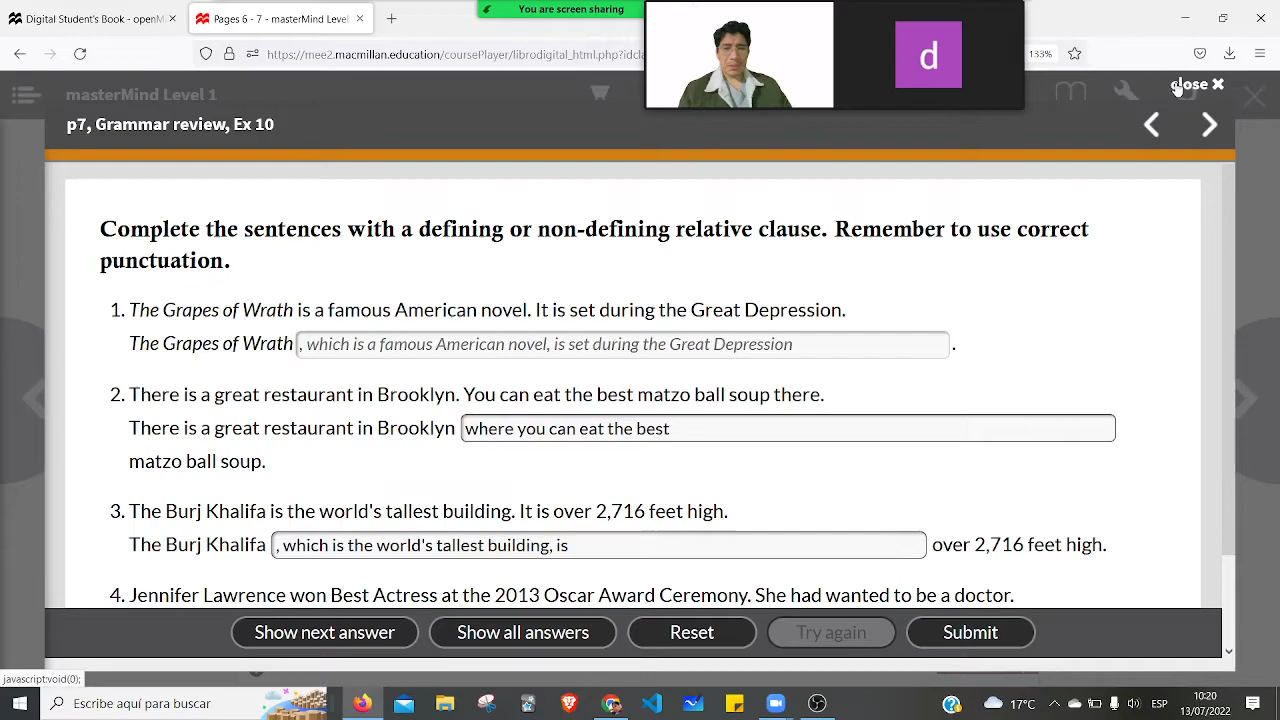 Digital Student's Book - openM
Pages 6 - 7 - masterMind Level
You are screen sharing
133%
masterMind Level 1
close
p7, Grammar review, Ex 10
d
Complete the sentences with a defining or non-defining relative clause. Remember to use correct
punctuation.
1. The Grapes of Wrath is a famous American novel. It is set during the Great Depression.
The Grapes of Wrath , which is a famous American novel, is set during the Great Depression .
2. There is a great restaurant in Brooklyn. You can eat the best matzo ball soup there.
There is a great restaurant in Brooklyn where you can eat the best
matzo ball soup.
3. The Burj Khalifa is the world's tallest building. It is over 2,716 feet high.
The Burj Khalifa , which is the world's tallest building, is over 2,716 feet high.
4. Jennifer Lawrence won Best Actress at the 2013 Oscar Award Ceremony. She had wanted to be a doctor.
Show next answer
Show all answers
Reset
Try again
Submit
javascript:void(0);
Escribe aquí para buscar
17°C
ESP
10:20
13/07/2022